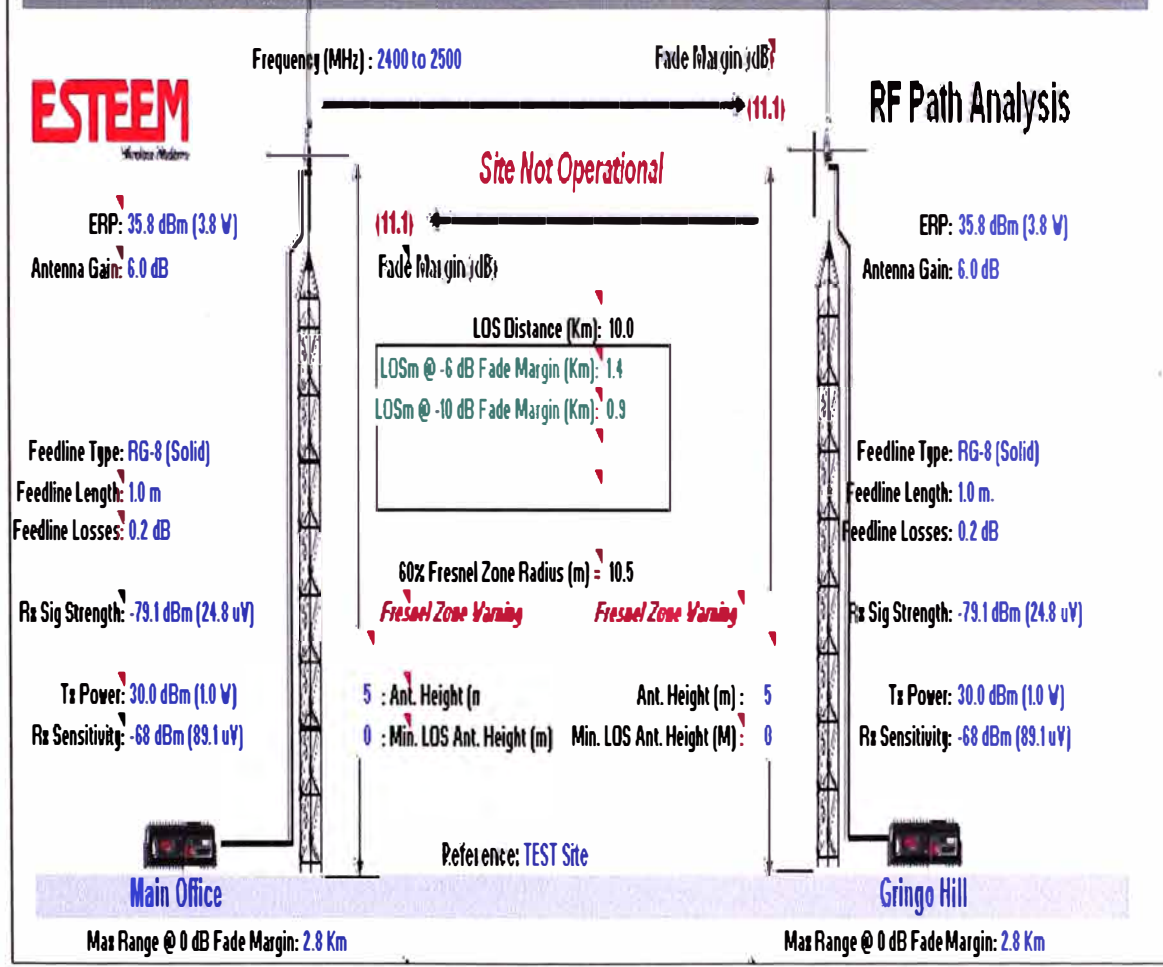 Frequency (MHz) : 2400 to 2500
Fade Margin (dB)
ESTEEM
Wireless Modems
(11.1)
RF Path Analysis
Site Not Operational
ERP: 35.8 dBm (3.8 W)
(11.1)
ERP: 35.8 dBm (3.8 W)
Antenna Gain: 6.0 dB
Fade Margin (dB)
Antenna Gain: 6.0 dB
LOS Distance (Km): 10.0
LOSm @ -6 dB Fade Margin (Km): 1.4
LOSm @ -10 dB Fade Margin (Km): 0.9
Feedline Type: RG-8 (Solid)
Feedline Type: RG-8 (Solid)
Feedline Length: 1.0 m
Feedline Length: 1.0 m.
Feedline Losses: 0.2 dB
Feedline Losses: 0.2 dB
60% Fresnel Zone Radius (m) = 10.5
Fresnel Zone Warning
Fresnel Zone Warning
Rx Sig Strength: -79.1 dBm (24.8 uV)
Rx Sig Strength: -79.1 dBm (24.8 uV)
Tx Power: 30.0 dBm (1.0 W)
5 : Ant. Height (n
Ant. Height (m) : 5
Tx Power: 30.0 dBm (1.0 W)
Rx Sensitivity: -68 dBm (89.1 uV)
0 : Min. LOS Ant. Height (m)
Min. LOS Ant. Height (M) : 0
Rx Sensitivity: -68 dBm (89.1 uV)
Reference: TEST Site
Main Office
Gringo Hill
Max Range @ 0 dB Fade Margin: 2.8 Km
Max Range @ 0 dB Fade Margin: 2.8 Km